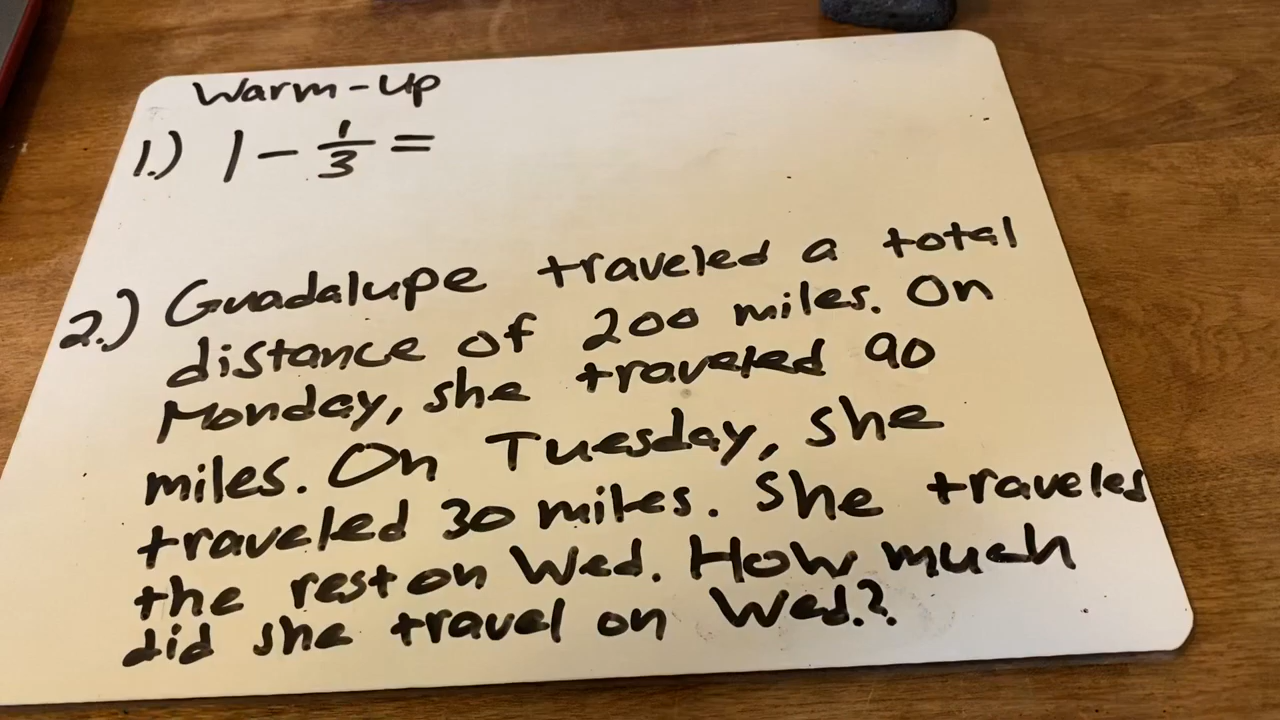 Warm-Up
1.) 1 - 1/3 =
2.) Guadalupe traveled a total
distance of 200 miles. On
Monday, she traveled 90
miles. On Tuesday, she
traveled 30 miles. She traveled
the rest on Wed. How much
did she travel on Wed.?